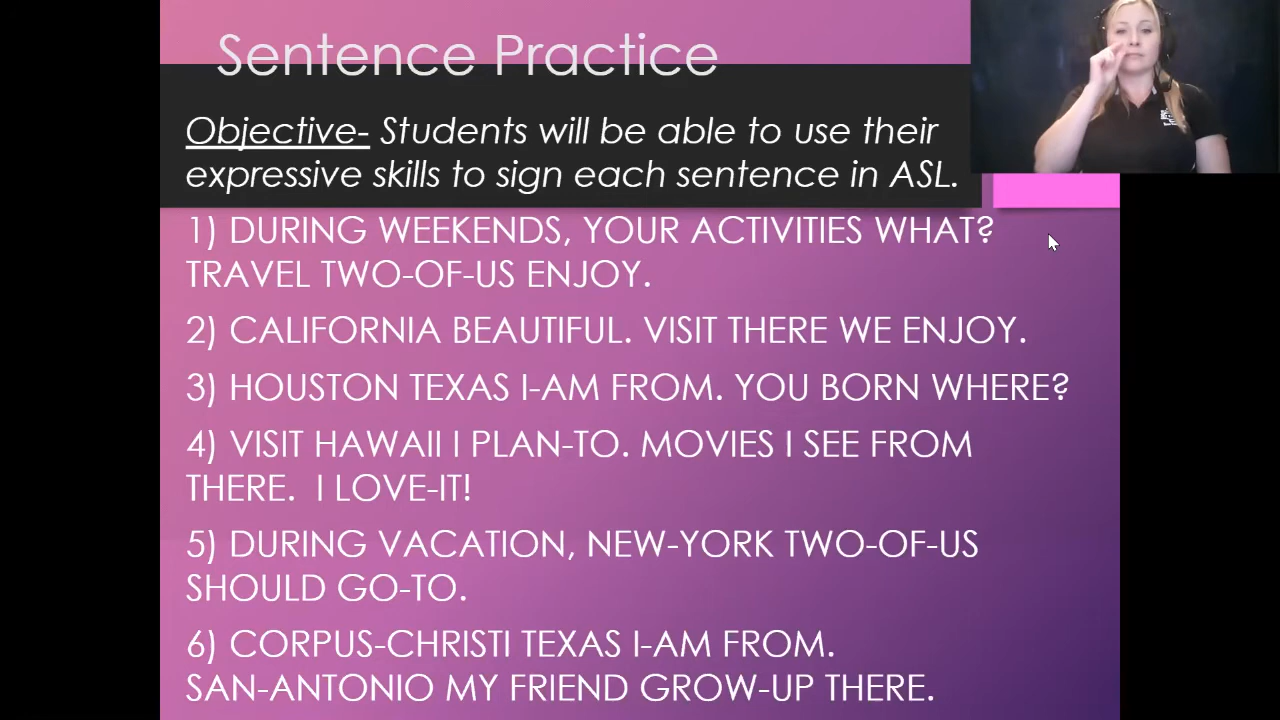 Sentence Practice
Objective- Students will be able to use their
expressive skills to sign each sentence in ASL.
1) DURING WEEKENDS, YOUR ACTIVITIES WHAT?
TRAVEL TWO-OF-US ENJOY.
2) CALIFORNIA BEAUTIFUL. VISIT THERE WE ENJOY.
3) HOUSTON TEXAS I-AM FROM. YOU BORN WHERE?
4) VISIT HAWAII I PLAN-TO. MOVIES I SEE FROM
THERE.  I LOVE-IT!
5) DURING VACATION, NEW-YORK TWO-OF-US
SHOULD GO-TO.
6) CORPUS-CHRISTI TEXAS I-AM FROM.
SAN-ANTONIO MY FRIEND GROW-UP THERE.